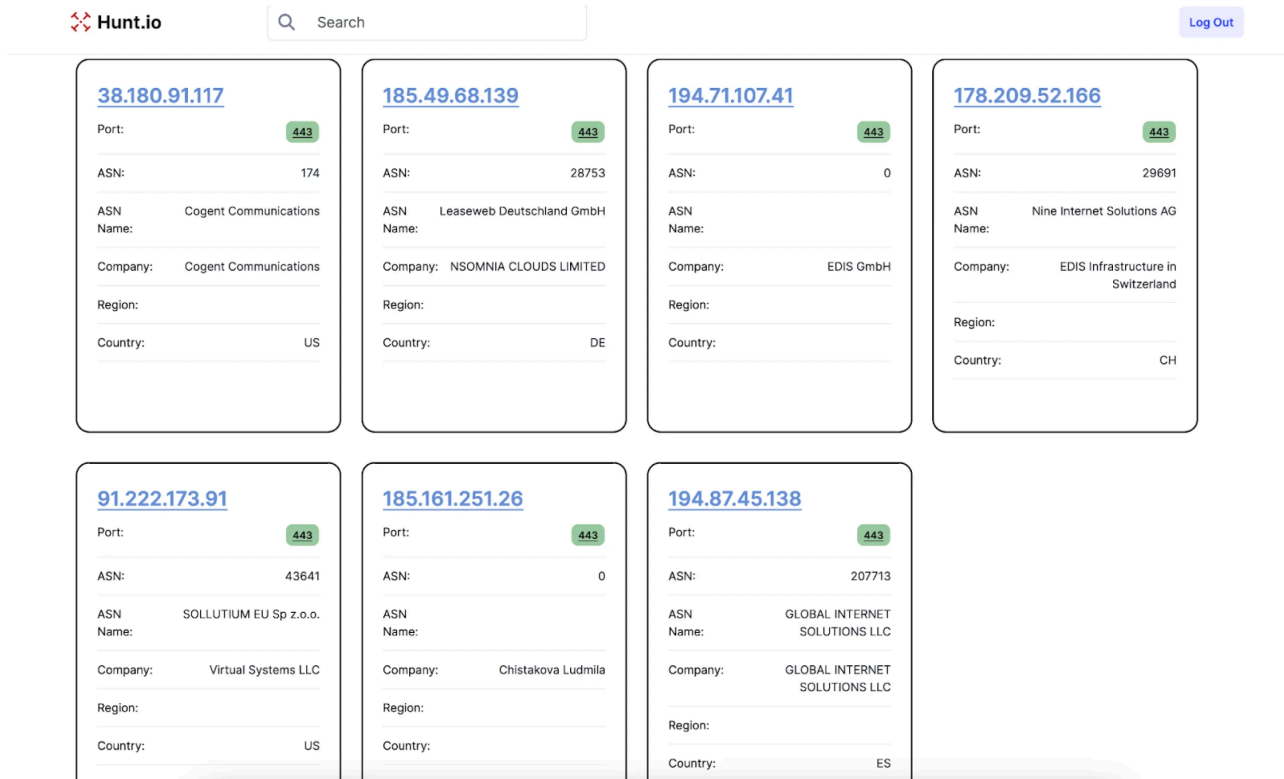 Hunt.io
Search
Log Out
38.180.91.117
Port: 443
ASN: 174
ASN Name: Cogent Communications
Company: Cogent Communications
Region:
Country: US
185.49.68.139
Port: 443
ASN: 28753
ASN Name: Leaseweb Deutschland GmbH
Company: NSOMNIA CLOUDS LIMITED
Region:
Country: DE
194.71.107.41
Port: 443
ASN: 0
ASN Name:
Company: EDIS GmbH
Region:
Country:
178.209.52.166
Port: 443
ASN: 29691
ASN Name: Nine Internet Solutions AG
Company: EDIS Infrastructure in
Switzerland
Region:
Country: CH
91.222.173.91
Port: 443
ASN: 43641
ASN Name: SOLLUTIUM EU Sp z.o.o.
Company: Virtual Systems LLC
Region:
Country: US
185.161.251.26
Port: 443
ASN: 0
ASN Name:
Company: Chistakova Ludmila
Region:
Country:
194.87.45.138
Port: 443
ASN: 207713
ASN Name: GLOBAL INTERNET
SOLUTIONS LLC
Company: GLOBAL INTERNET
SOLUTIONS LLC
Region:
Country: ES